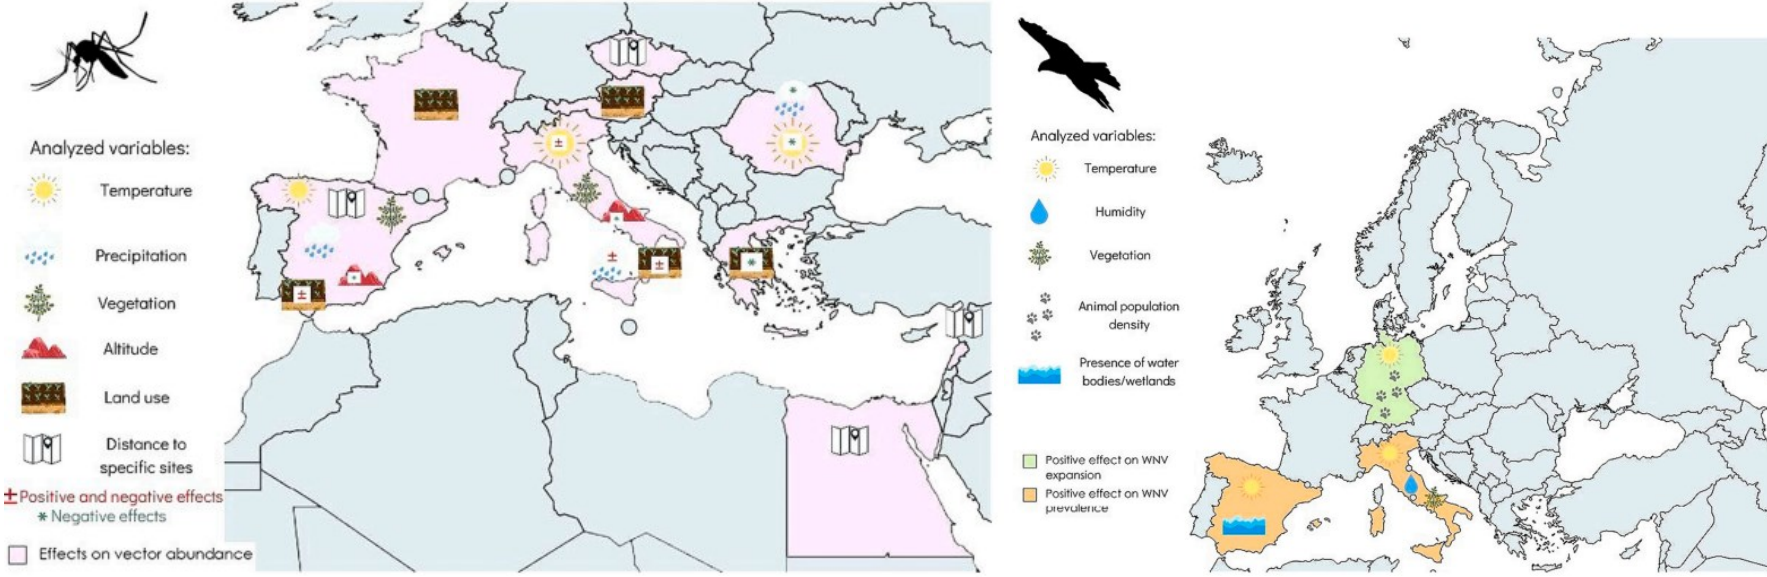 Analyzed variables:
Temperature
Precipitation
Vegetation
Altitude
Land use
Distance to
specific sites
± Positive and negative effects
* Negative effects
Effects on vector abundance
±
*
±
*
±
*
±
*
±
Analyzed variables:
Temperature
Humidity
Vegetation
Animal population
density
Presence of water
bodies/wetlands
Positive effect on WNV
expansion
Positive effect on WNV
prevalence